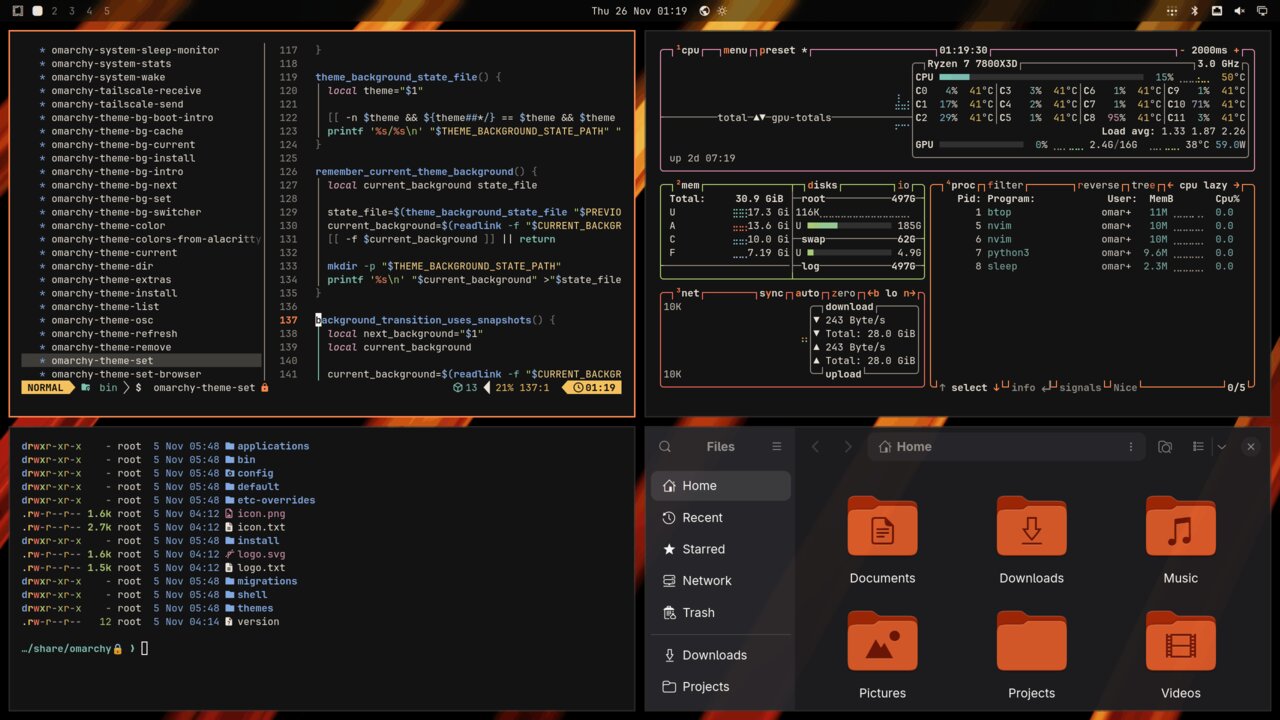 2 3 4 5
Thu 26 Nov 01:19
* omarchy-system-sleep-monitor
* omarchy-system-stats
* omarchy-system-wake
* omarchy-tailscale-receive
* omarchy-tailscale-send
* omarchy-theme-bg-boot-intro
* omarchy-theme-bg-cache
* omarchy-theme-bg-current
* omarchy-theme-bg-install
* omarchy-theme-bg-intro
* omarchy-theme-bg-next
* omarchy-theme-bg-set
* omarchy-theme-bg-switcher
* omarchy-theme-color
* omarchy-theme-colors-from-alacritty
* omarchy-theme-current
* omarchy-theme-dir
* omarchy-theme-extras
* omarchy-theme-install
* omarchy-theme-list
* omarchy-theme-osc
* omarchy-theme-refresh
* omarchy-theme-remove
* omarchy-theme-set
* omarchy-theme-set-browser
117 }
118
119 theme_background_state_file() {
120 local theme="$1"
121
122 [[ -n $theme && ${theme##*/} == $theme && $theme
123 printf '%s/%s\n' "$THEME_BACKGROUND_STATE_PATH" "
124 }
125
126 remember_current_theme_background() {
127 local current_background state_file
128
129 state_file=$(theme_background_state_file "$PREVIO
130 current_background=$(readlink -f "$CURRENT_BACKGR
131 [[ -f $current_background ]] || return
132
133 mkdir -p "$THEME_BACKGROUND_STATE_PATH"
134 printf '%s\n' "$current_background" >"$state_file
135 }
136
137 background_transition_uses_snapshots() {
138 local next_background="$1"
139 local current_background
140
141 current_background=$(readlink -f "$CURRENT_BACKGR
NORMAL bin $ omarchy-theme-set 13 21% 137:1 01:19
1cpu menu preset * 01:19:30 - 2000ms +
Ryzen 7 7800X3D 3.0 GHz
CPU 15% 50°C
C0 4% 41°C C3 3% 41°C C6 1% 41°C C9 1% 41°C
C1 17% 41°C C4 2% 41°C C7 1% 41°C C10 71% 41°C
C2 29% 41°C C5 1% 41°C C8 95% 41°C C11 3% 41°C
total ▲▼ gpu-totals
Load avg: 1.33 1.87 2.26
GPU 0% 2.4G/16G 38°C 59.0W
up 2d 07:19
2mem disks io
Total: 30.9 GiB
U 17.3 Gi
A 13.6 Gi
C 10.0 Gi
F 7.19 Gi
root 497G
116K
U 185G
swap 62G
U 4.9G
log 497G
4proc filter reverse tree ← cpu lazy →
Pid: Program: User: MemB Cpu%
1 btop omar+ 11M 0.0
5 nvim omar+ 10M 0.0
6 nvim omar+ 10M 0.0
7 python3 omar+ 9.6M 0.0
8 sleep omar+ 2.3M 0.0
↑ select ↓ info ↵ signals Nice 0/5
3net sync auto zero ←b lo n→
10K
download
▼ 243 Byte/s
▼ Total: 28.0 GiB
▲ 243 Byte/s
▲ Total: 28.0 GiB
upload
10K
drwxr-xr-x - root 5 Nov 05:48 applications
drwxr-xr-x - root 5 Nov 05:48 bin
drwxr-xr-x - root 5 Nov 05:48 config
drwxr-xr-x - root 5 Nov 05:48 default
drwxr-xr-x - root 5 Nov 05:48 etc-overrides
.rw-r--r-- 1.6k root 5 Nov 04:12 icon.png
.rw-r--r-- 2.7k root 5 Nov 04:12 icon.txt
drwxr-xr-x - root 5 Nov 05:48 install
.rw-r--r-- 1.6k root 5 Nov 04:12 logo.svg
.rw-r--r-- 1.5k root 5 Nov 04:12 logo.txt
drwxr-xr-x - root 5 Nov 05:48 migrations
drwxr-xr-x - root 5 Nov 05:48 shell
drwxr-xr-x - root 5 Nov 05:48 themes
.rw-r--r-- 12 root 5 Nov 04:14 version
…/share/omarchy ❯
Files
Home
Recent
Starred
Network
Trash
Downloads
Projects
Home
Documents
Downloads
Music
Pictures
Projects
Videos